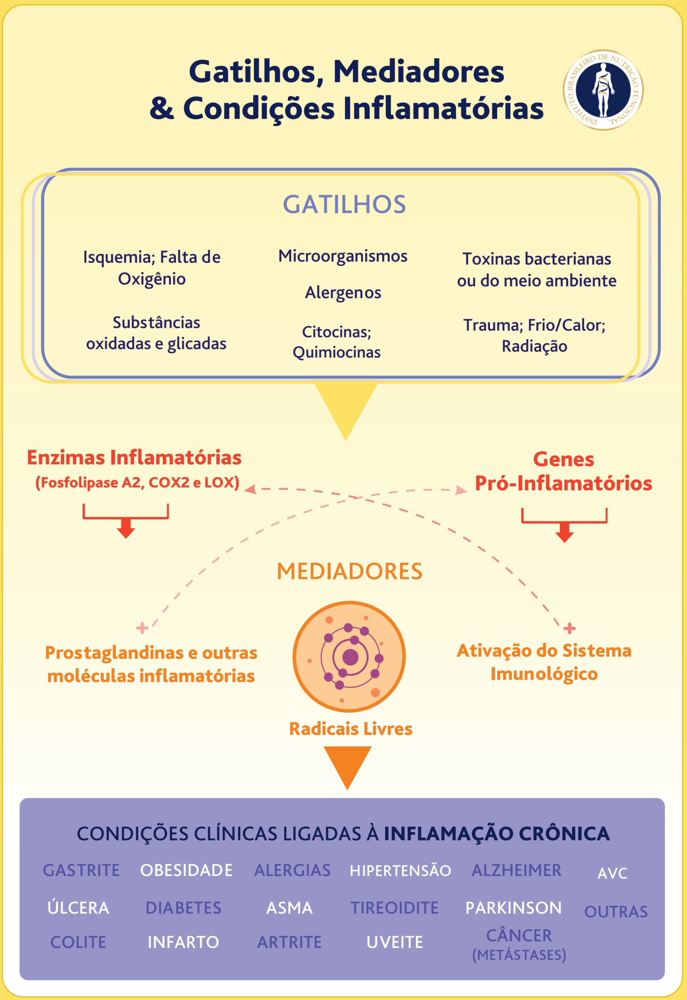 Gatilhos, Mediadores
& Condições Inflamatórias
INSTITUTO BRASILEIRO DE NUTRIÇÃO FUNCIONAL
GATILHOS
Isquemia; Falta de
Oxigênio
Substâncias
oxidadas e glicadas
Microorganismos
Alergenos
Citocinas;
Quimiocinas
Toxinas bacterianas
ou do meio ambiente
Trauma; Frio/Calor;
Radiação
Enzimas Inflamatórias
(Fosfolipase A2, COX2 e LOX)
Genes
Pró-Inflamatórios
MEDIADORES
+
Prostaglandinas e outras
moléculas inflamatórias
+
Ativação do Sistema
Imunológico
Radicais Livres
CONDIÇÕES CLÍNICAS LIGADAS À INFLAMAÇÃO CRÔNICA
GASTRITE OBESIDADE ALERGIAS HIPERTENSÃO ALZHEIMER AVC
ÚLCERA DIABETES ASMA TIREOIDITE PARKINSON OUTRAS
COLITE INFARTO ARTRITE UVEITE CÂNCER
(METÁSTASES)